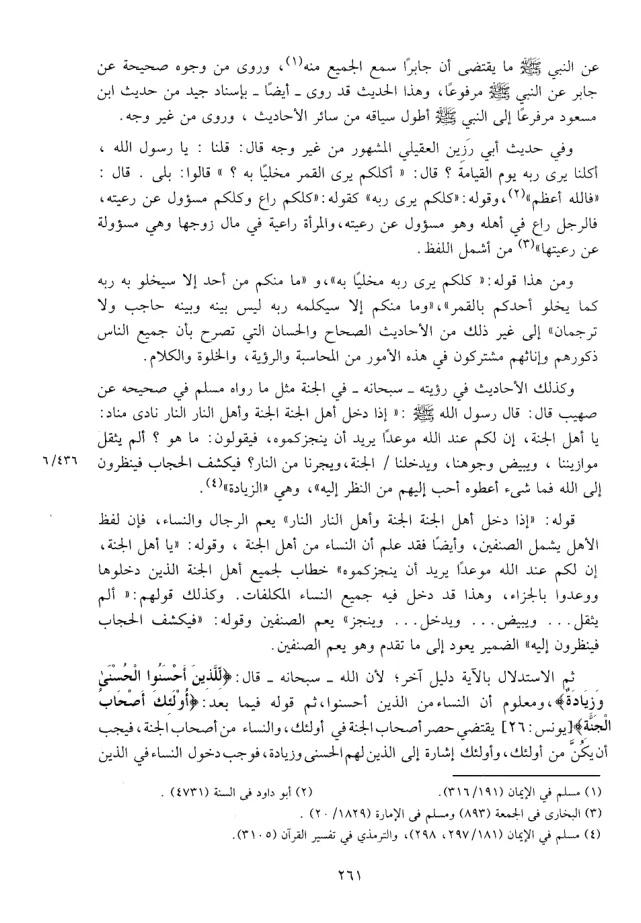 عن النبي ﷺ ما يقتضى أن جابرًا سمع الجميع منه(١)، وروى من وجوه صحيحة عن
جابر عن النبي ﷺ مرفوعًا، وهذا الحديث قد روى ـ أيضًا ـ بإسناد جيد من حديث ابن
مسعود مرفرعًا إلى النبي ﷺ أطول سياقه من سائر الأحاديث ، وروى من غير وجه.
وفي حديث أبي رَزِين العقيلي المشهور من غير وجه قال: قلنا : يا رسول الله ،
أكلنا يرى ربه يوم القيامة ؟ قال: « أكلكم يرى القمر مخليًا به ؟ » قالوا: بلى . قال :
«فالله أعظم»(٢)،وقوله:«كلكم يرى ربه» كقوله:«كلكم راع وكلكم مسؤول عن رعيته،
فالرجل راع في أهله وهو مسؤول عن رعيته،والمرأة راعية في مال زوجها وهي مسؤولة
عن رعيتها»(٣) من أشمل اللفظ.
ومن هذا قوله:« كلكم يرى ربه مخليًا به»،و «ما منكم من أحد إلا سيخلو به ربه
كما يخلو أحدكم بالقمر»،«وما منكم إلا سيكلمه ربه ليس بينه وبينه حاجب ولا
ترجمان» إلى غير ذلك من الأحاديث الصحاح والحسان التي تصرح بأن جميع الناس
ذكورهم وإناثهم مشتركون في هذه الأمور من المحاسبة والرؤية، والخلوة والكلام.
وكذلك الأحاديث في رؤيته ـ سبحانه ـ في الجنة مثل ما رواه مسلم في صحيحه عن
صهيب قال: قال رسول الله ﷺ :« إذا دخل أهل الجنة الجنة وأهل النار النار نادى مناد:
يا أهل الجنة، إن لكم عند الله موعدًا يريد أن ينجزكموه، فيقولون: ما هو ؟ ألم يثقل
موازيننا ، ويبيض وجوهنا، ويدخلنا / الجنة،ويجرنا من النار؟ فيكشف الحجاب فينظرون
٦/٤٣٦
إلى الله فما شىء أعطوه أحب إليهم من النظر إليه»، وهي «الزيادة»(٤).
قوله: «إذا دخل أهل الجنة الجنة وأهل النار النار» يعم الرجال والنساء، فإن لفظ
الأهل يشمل الصنفين، وأيضًا فقد علم أن النساء من أهل الجنة ، وقوله: «يا أهل الجنة،
إن لكم عند الله موعدًا يريد أن ينجزكموه» خطاب لجميع أهل الجنة الذين دخلوها
ووعدوا بالجزاء، وهذا قد دخل فيه جميع النساء المكلفات. وكذلك قولهم:« ألم
يثقل... ويبيض... ويدخل... وينجز» يعم الصنفين وقوله: «فيكشف الحجاب
فينظرون إليه» الضمير يعود إلى ما تقدم وهو يعم الصنفين.
ثم الاستدلال بالآية دليل آخر؛ لأن الله ـ سبحانه ـ قال:﴿لِّلَّذِينَ أَحْسَنُوا الْحُسْنَىٰ
وَزِيَادَةٌ﴾،ومعلوم أن النساء من الذين أحسنوا،ثم قوله فيما بعد:﴿أُوْلَٰئِكَ أَصْحَابُ
الْجَنَّةِ﴾[يونس:٢٦] يقتضي حصر أصحاب الجنة في أولئك،والنساء من أصحاب الجنة، فيجب
أن يكُنَّ من أولئك، وأولئك إشارة إلى الذين لهم الحسنى وزيادة، فوجب دخول النساء في الذين
(١) مسلم في الإيمان (٣١٦/١٩١). (٢) أبو داود فى السنة (٤٧٣١) .
(٣) البخارى فى الجمعة (٨٩٣) ومسلم فى الإمارة (٢٠/١٨٢٩) .
(٤) مسلم في الإيمان (٢٩٧/١٨١، ٢٩٨)، والترمذي في تفسير القرآن (٣١٠٥).
٢٦١